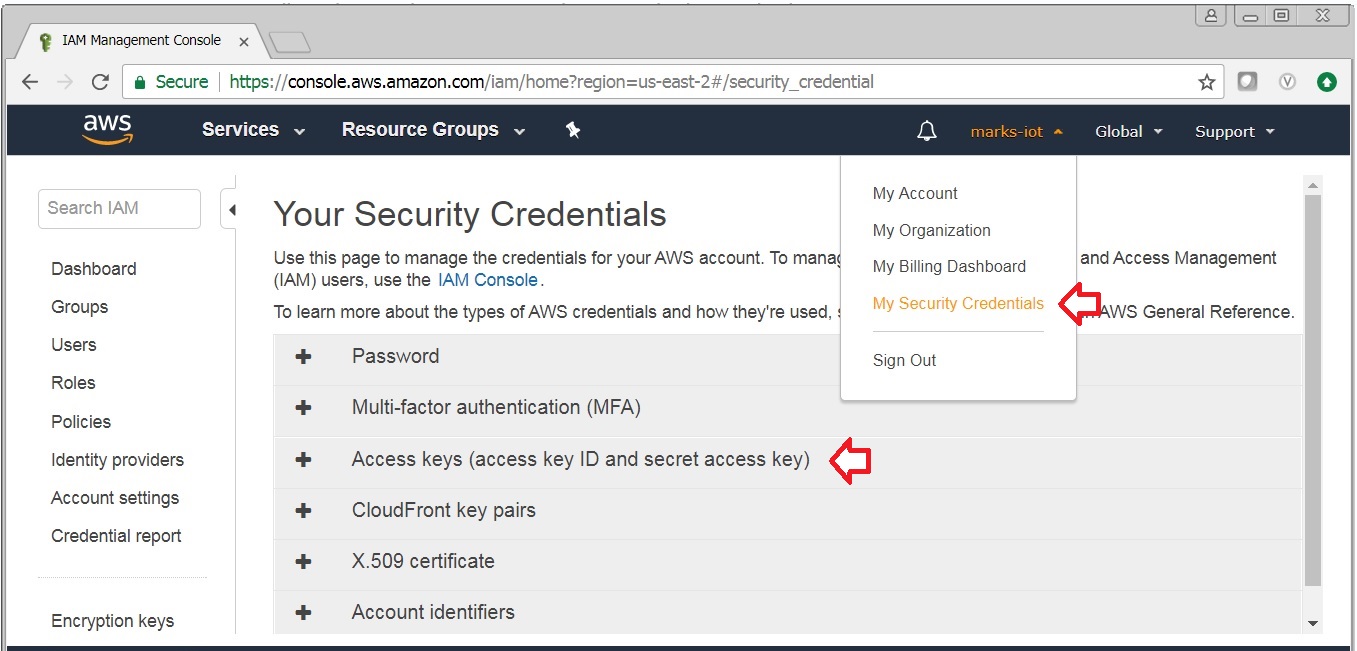 IAM Management Console
Secure
https://console.aws.amazon.com/iam/home?region=us-east-2#/security_credential
V
aws
Services
Resource Groups
marks-iot
Global
Support
Search IAM
Dashboard
Groups
Users
Roles
Policies
Identity providers
Account settings
Credential report
Encryption keys
Your Security Credentials
Use this page to manage the credentials for your AWS account. To manag and Access Management
(IAM) users, use the IAM Console.
To learn more about the types of AWS credentials and how they're used, AWS General Reference.
My Account
My Organization
My Billing Dashboard
My Security Credentials
Sign Out
Password
Multi-factor authentication (MFA)
Access keys (access key ID and secret access key)
CloudFront key pairs
X.509 certificate
Account identifiers